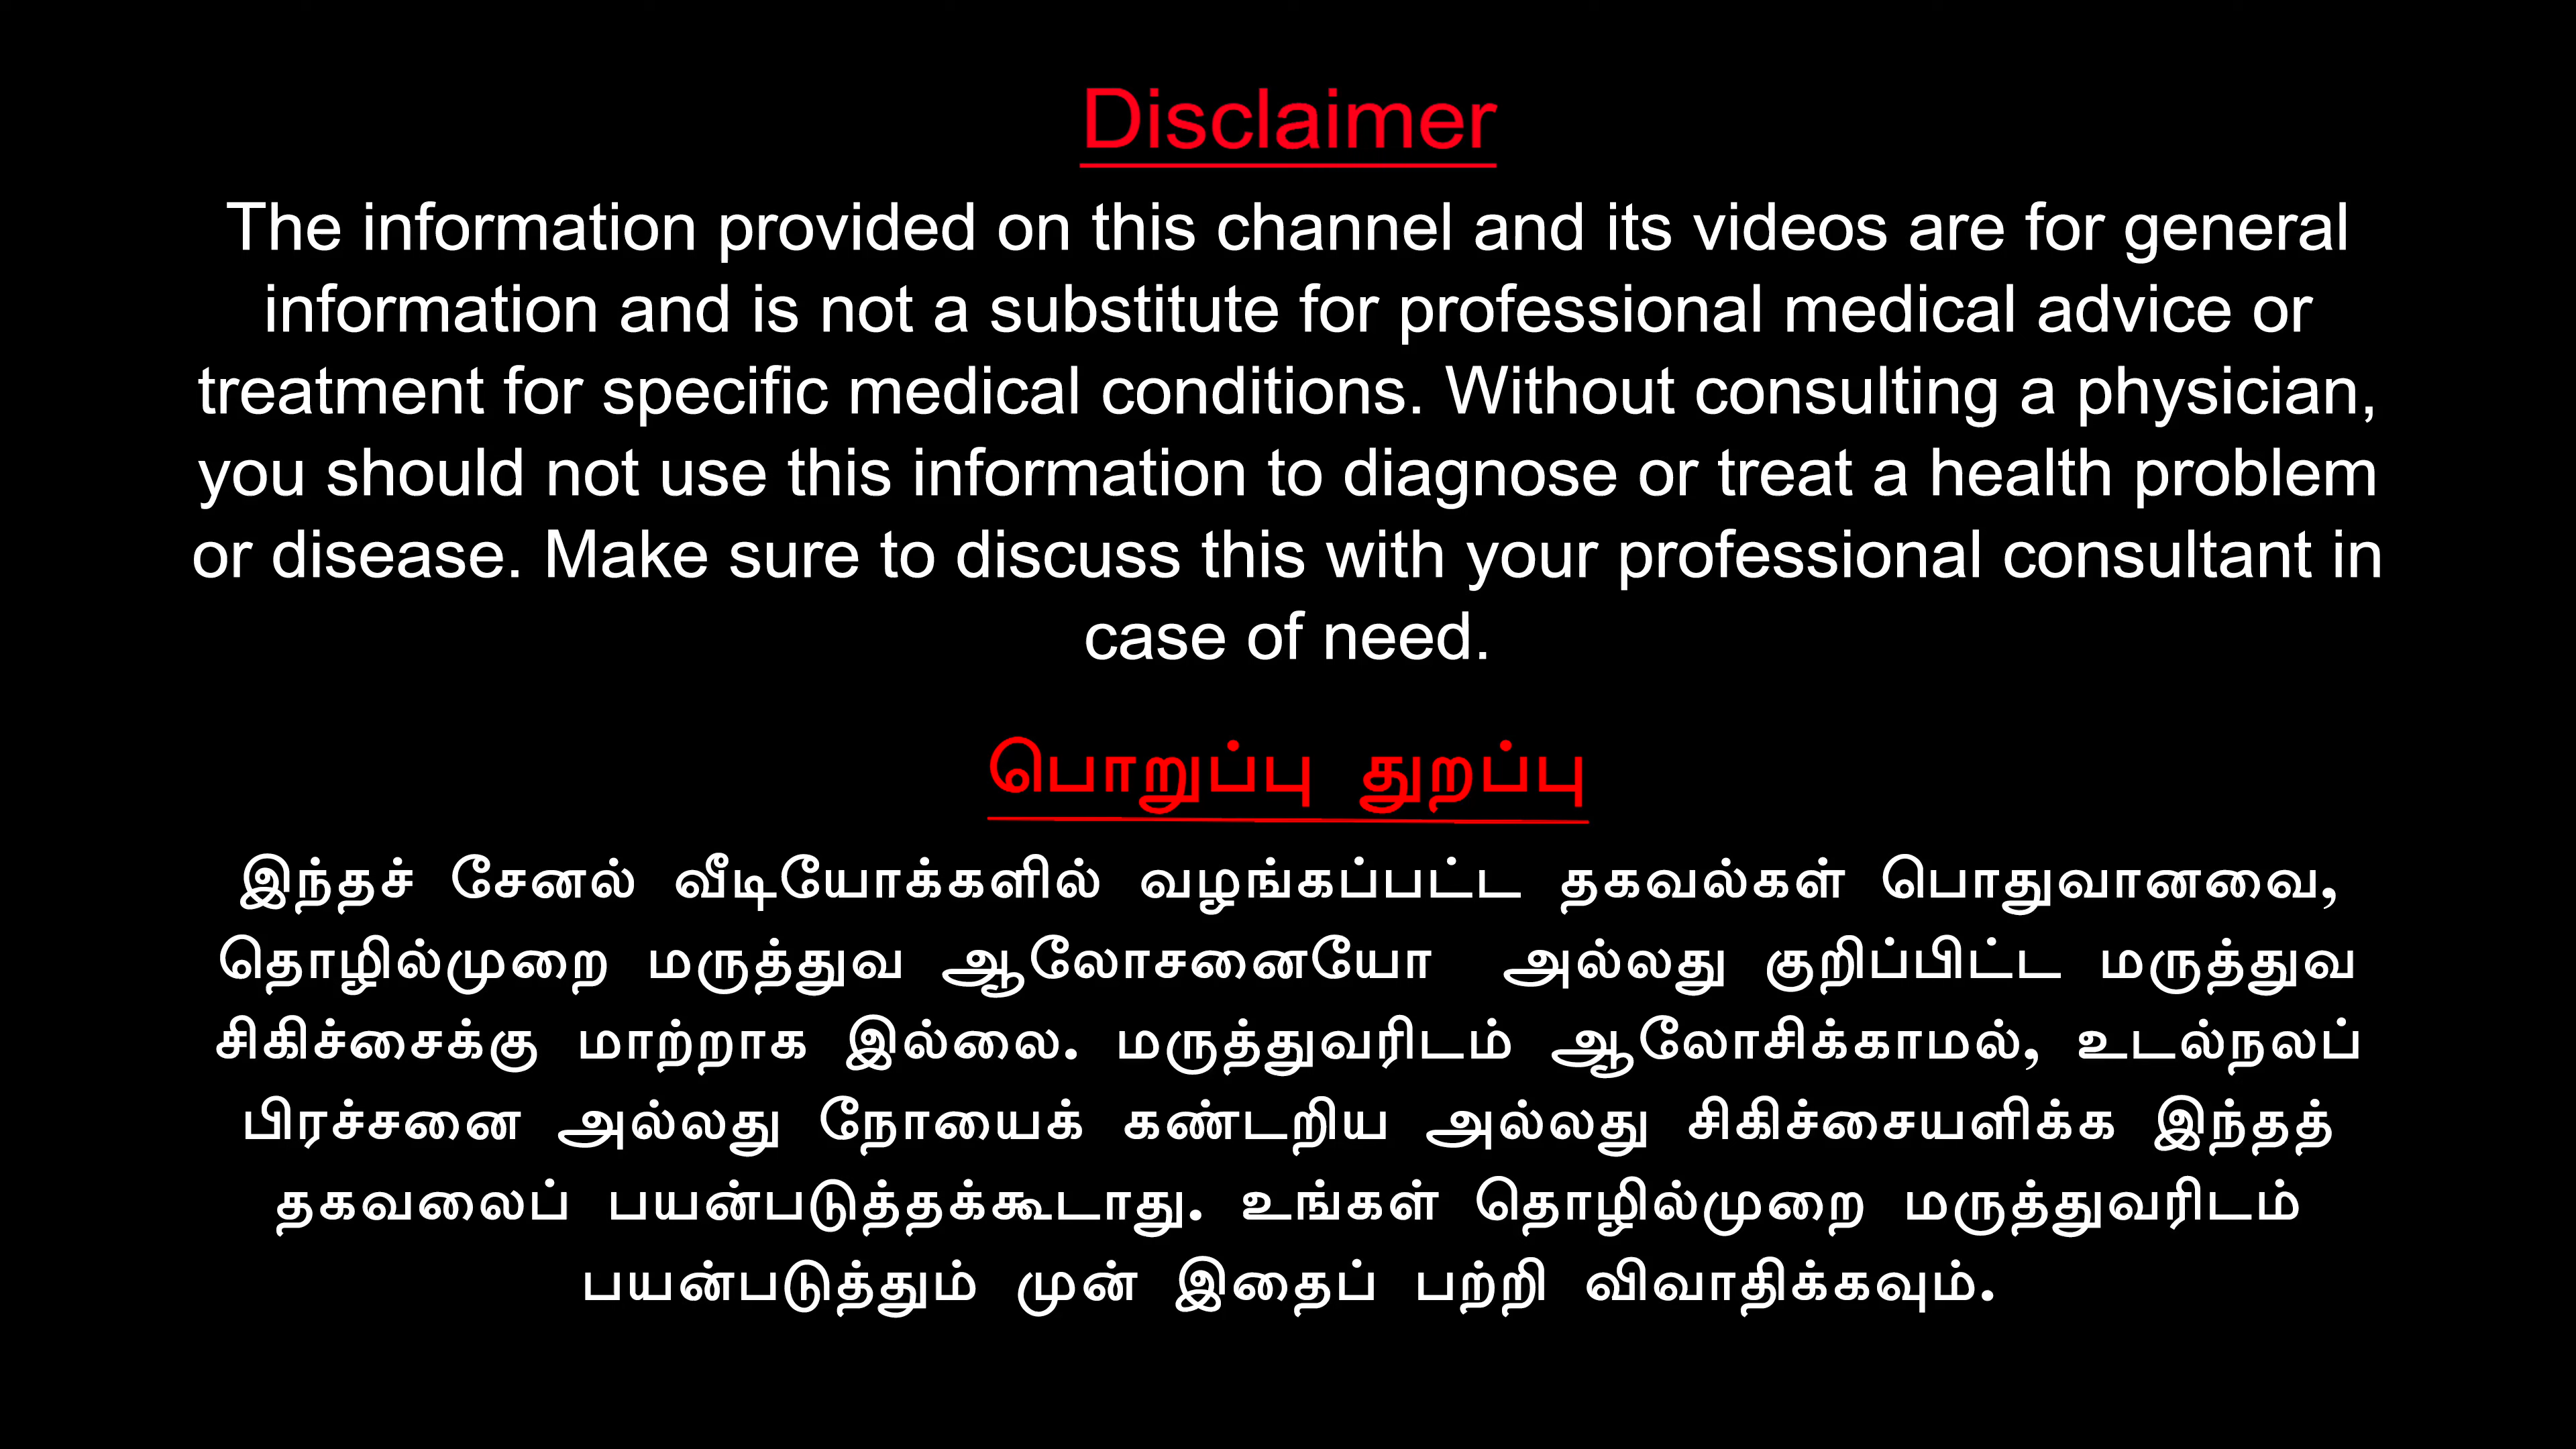 Disclaimer
The information provided on this channel and its videos are for general
information and is not a substitute for professional medical advice or
treatment for specific medical conditions. Without consulting a physician,
you should not use this information to diagnose or treat a health problem
or disease. Make sure to discuss this with your professional consultant in
case of need.
பொறுப்பு துறப்பு
இந்தச் சேனல் வீடியோக்களில் வழங்கப்பட்ட தகவல்கள் பொதுவானவை,
தொழில்முறை மருத்துவ ஆலோசனையோ அல்லது குறிப்பிட்ட மருத்துவ
சிகிச்சைக்கு மாற்றாக இல்லை. மருத்துவரிடம் ஆலோசிக்காமல், உடல்நலப்
பிரச்சனை அல்லது நோயைக் கண்டறிய அல்லது சிகிச்சையளிக்க இந்தத்
தகவலைப் பயன்படுத்தக்கூடாது. உங்கள் தொழில்முறை மருத்துவரிடம்
பயன்படுத்தும் முன் இதைப் பற்றி விவாதிக்கவும்.